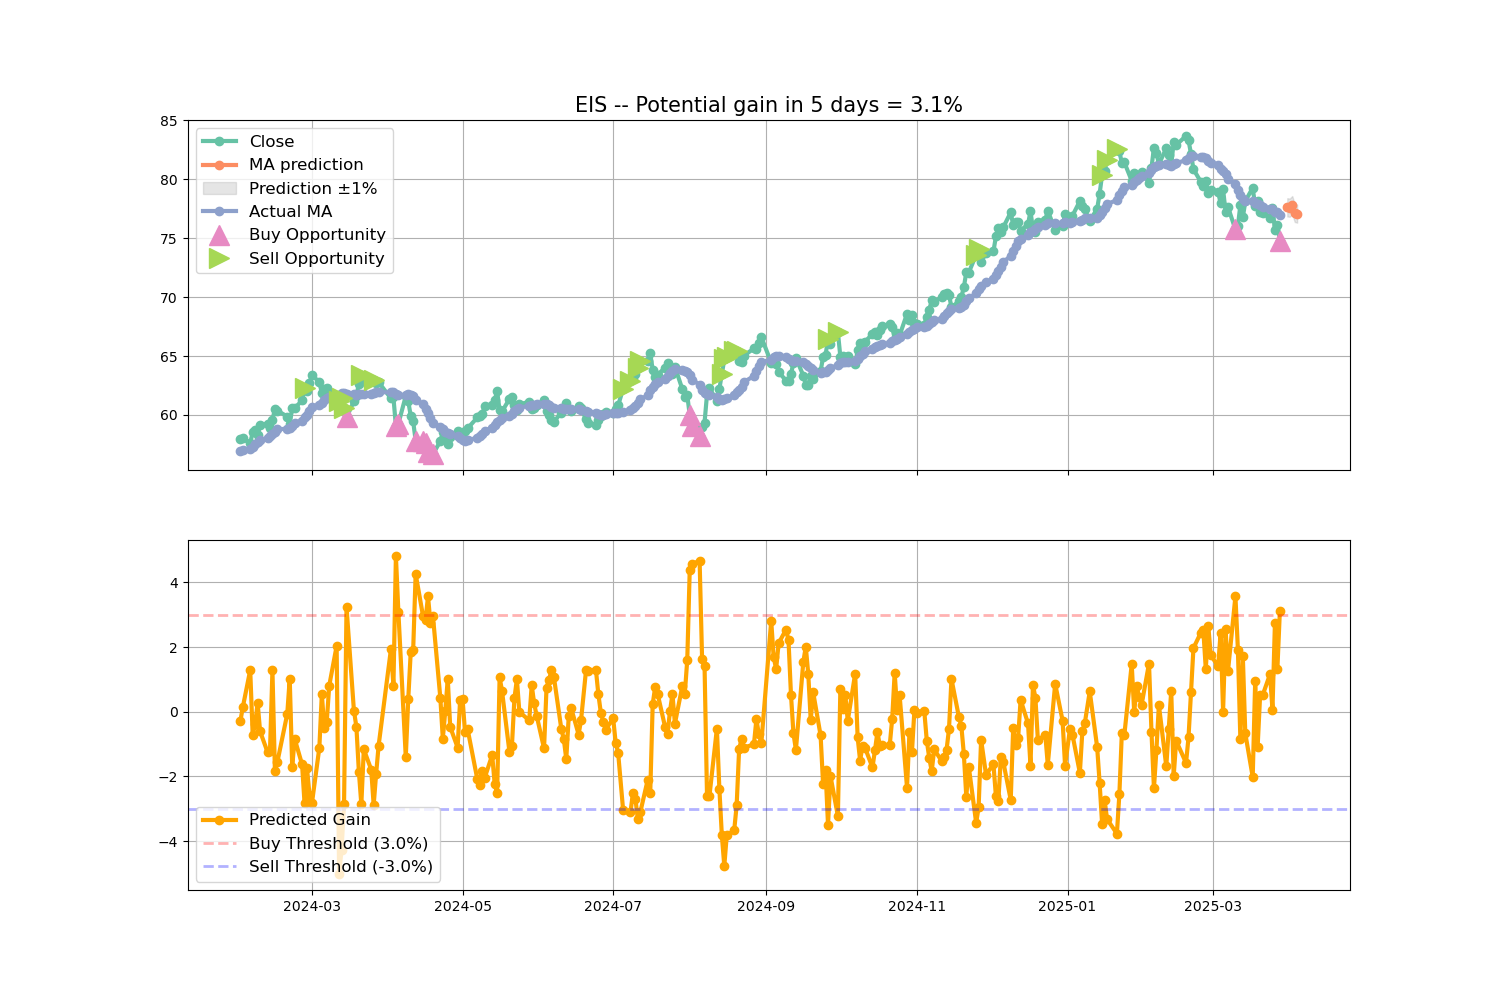 EIS -- Potential gain in 5 days = 3.1%
85
80
75
70
65
60
Close
MA prediction
Prediction ±1%
Actual MA
Buy Opportunity
Sell Opportunity
4
2
0
−2
−4
Predicted Gain
Buy Threshold (3.0%)
Sell Threshold (-3.0%)
2024-03
2024-05
2024-07
2024-09
2024-11
2025-01
2025-03